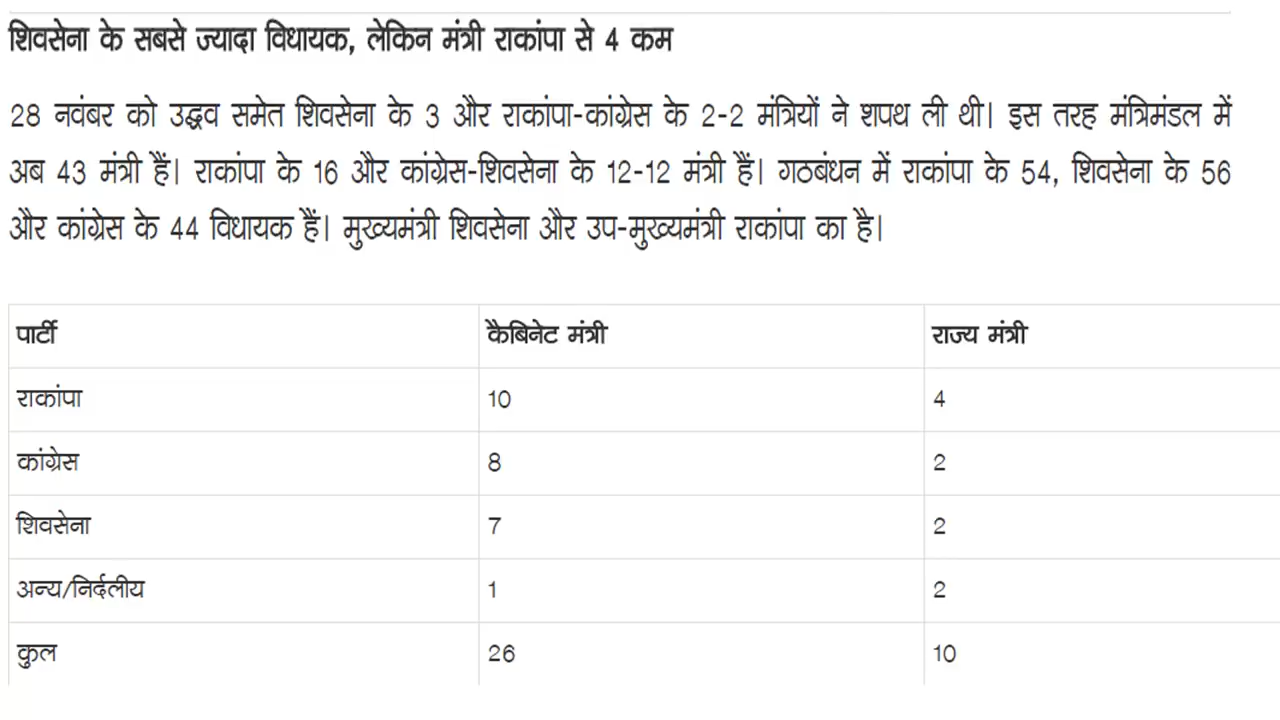 शिवसेना के सबसे ज्यादा विधायक, लेकिन मंत्री राकांपा से 4 कम
28 नवंबर को उद्धव समेत शिवसेना के 3 और राकांपा-कांग्रेस के 2-2 मंत्रियों ने शपथ ली थी। इस तरह मंत्रिमंडल में
अब 43 मंत्री हैं। राकांपा के 16 और कांग्रेस-शिवसेना के 12-12 मंत्री हैं। गठबंधन में राकांपा के 54, शिवसेना के 56
और कांग्रेस के 44 विधायक हैं। मुख्यमंत्री शिवसेना और उप-मुख्यमंत्री राकांपा का है।
पार्टी कैबिनेट मंत्री राज्य मंत्री
राकांपा 10 4
कांग्रेस 8 2
शिवसेना 7 2
अन्य/निर्दलीय 1 2
कुल 26 10